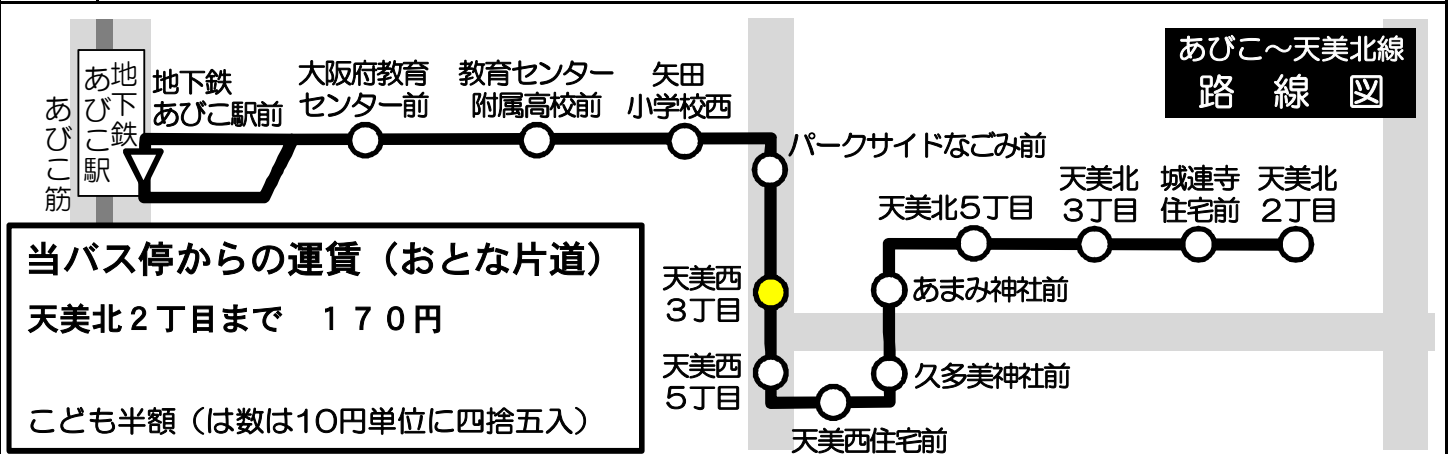 あびこ～天美北線
路線図
あびこ筋
地下鉄
あびこ駅
地下鉄
あびこ駅前
大阪府教育
センター前
教育センター
附属高校前
矢田
小学校西
パークサイドなごみ前
天美西
3丁目
天美西
5丁目
天美西住宅前
久多美神社前
あまみ神社前
天美北5丁目
天美北
3丁目
城連寺
住宅前
天美北
2丁目
当バス停からの運賃（おとな片道）
天美北２丁目まで　１７０円
こども半額（は数は10円単位に四捨五入）